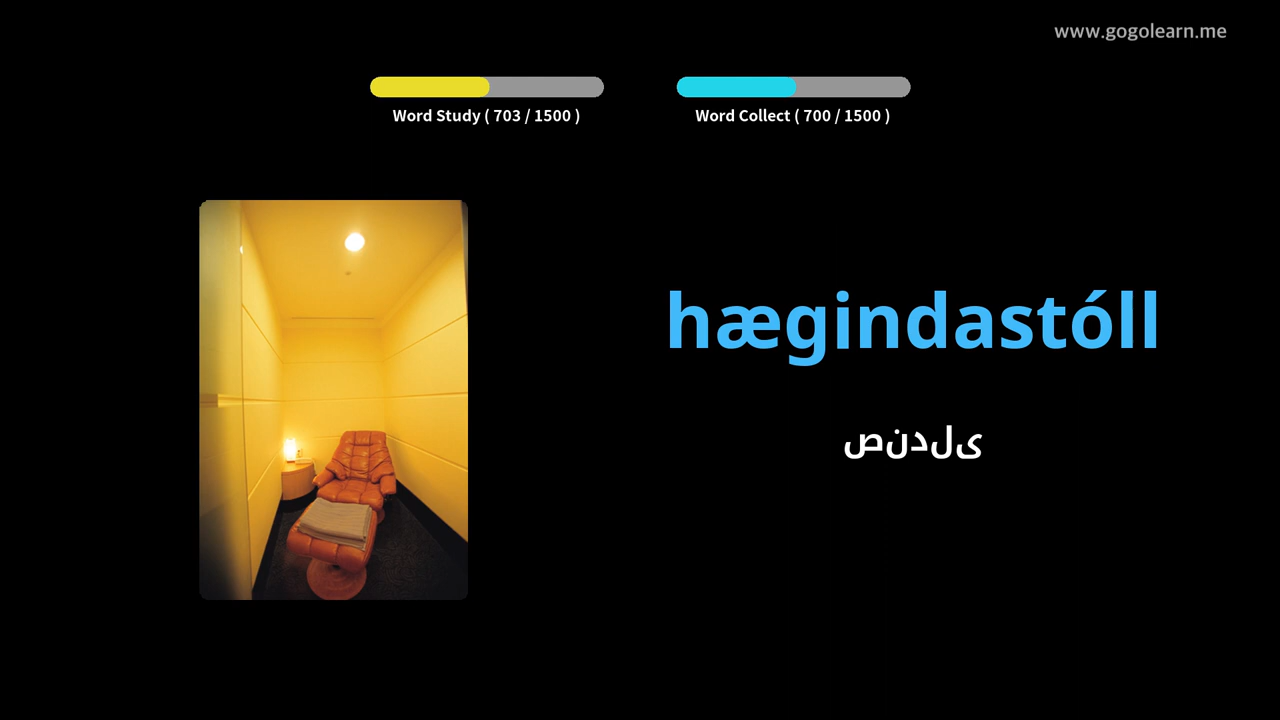 www.gogolearn.me
Word Study ( 703 / 1500 )
Word Collect ( 700 / 1500 )
hægindastóll
صندلی